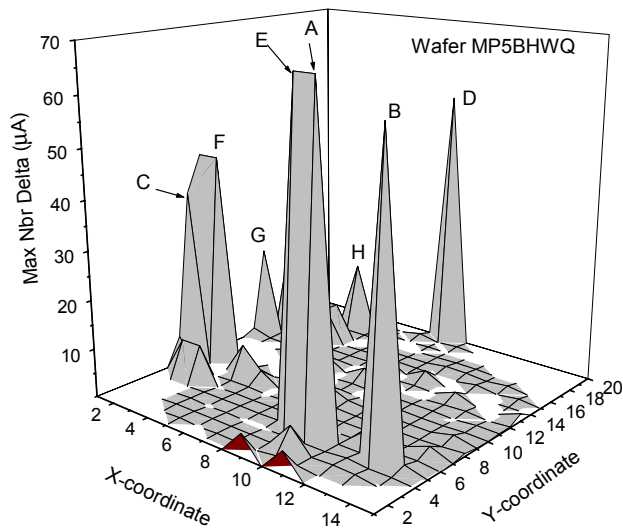 70
60
50
40
30
20
10
Max Nbr Delta (μA)
Wafer MP5BHWQ
E
A
B
D
F
C
G
H
2
4
6
8
10
12
14
X-coordinate
2
4
6
8
10
12
14
16
18
20
Y-coordinate